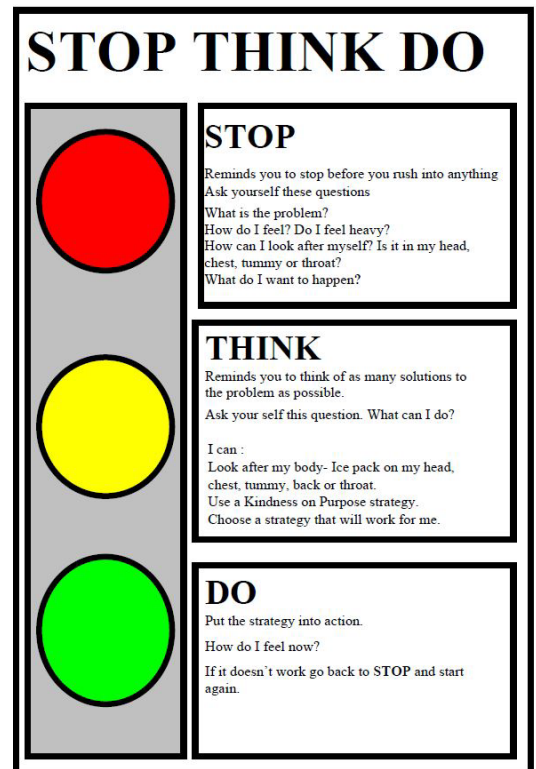 STOP THINK DO
STOP
Reminds you to stop before you rush into anything
Ask yourself these questions
What is the problem?
How do I feel? Do I feel heavy?
How can I look after myself? Is it in my head,
chest, tummy or throat?
What do I want to happen?
THINK
Reminds you to think of as many solutions to
the problem as possible.
Ask your self this question. What can I do?
I can :
Look after my body- Ice pack on my head,
chest, tummy, back or throat.
Use a Kindness on Purpose strategy.
Choose a strategy that will work for me.
DO
Put the strategy into action.
How do I feel now?
If it doesn’t work go back to STOP and start
again.